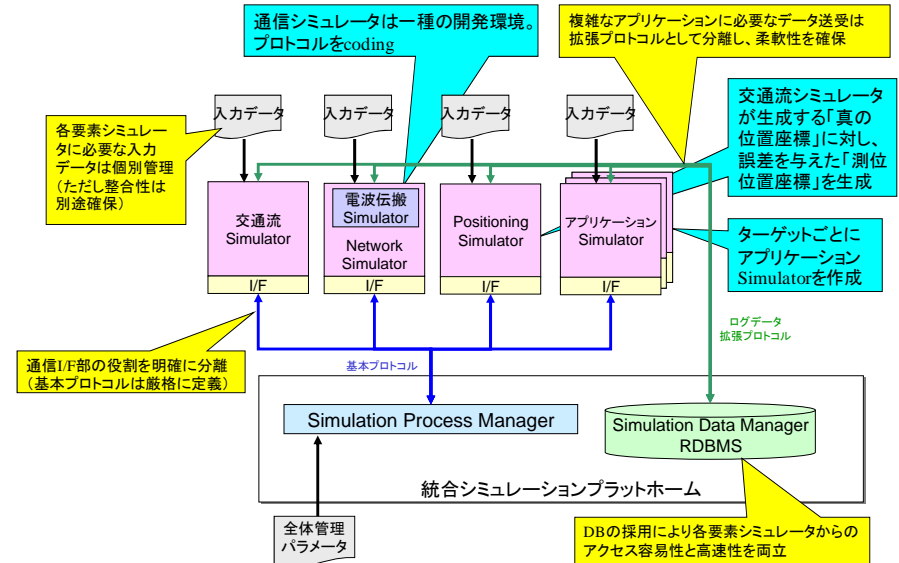 通信シミュレータは一種の開発環境。
プロトコルをcoding
複雑なアプリケーションに必要なデータ送受は
拡張プロトコルとして分離し、柔軟性を確保
入力データ
入力データ
入力データ
入力データ
各要素シミュレー
タに必要な入力
データは個別管理
（ただし整合性は
別途確保）
交通流シミュレータ
が生成する「真の
位置座標」に対し、
誤差を与えた「測位
位置座標」を生成
交通流
Simulator
I/F
電波伝搬
Simulator
Network
Simulator
I/F
Positioning
Simulator
I/F
アプリケーション
Simulator
I/F
ターゲットごとに
アプリケーション
Simulatorを作成
ログデータ
拡張プロトコル
通信I/F部の役割を明確に分離
（基本プロトコルは厳格に定義）
基本プロトコル
Simulation Process Manager
Simulation Data Manager
RDBMS
統合シミュレーションプラットホーム
全体管理
パラメータ
DBの採用により各要素シミュレータからの
アクセス容易性と高速性を両立